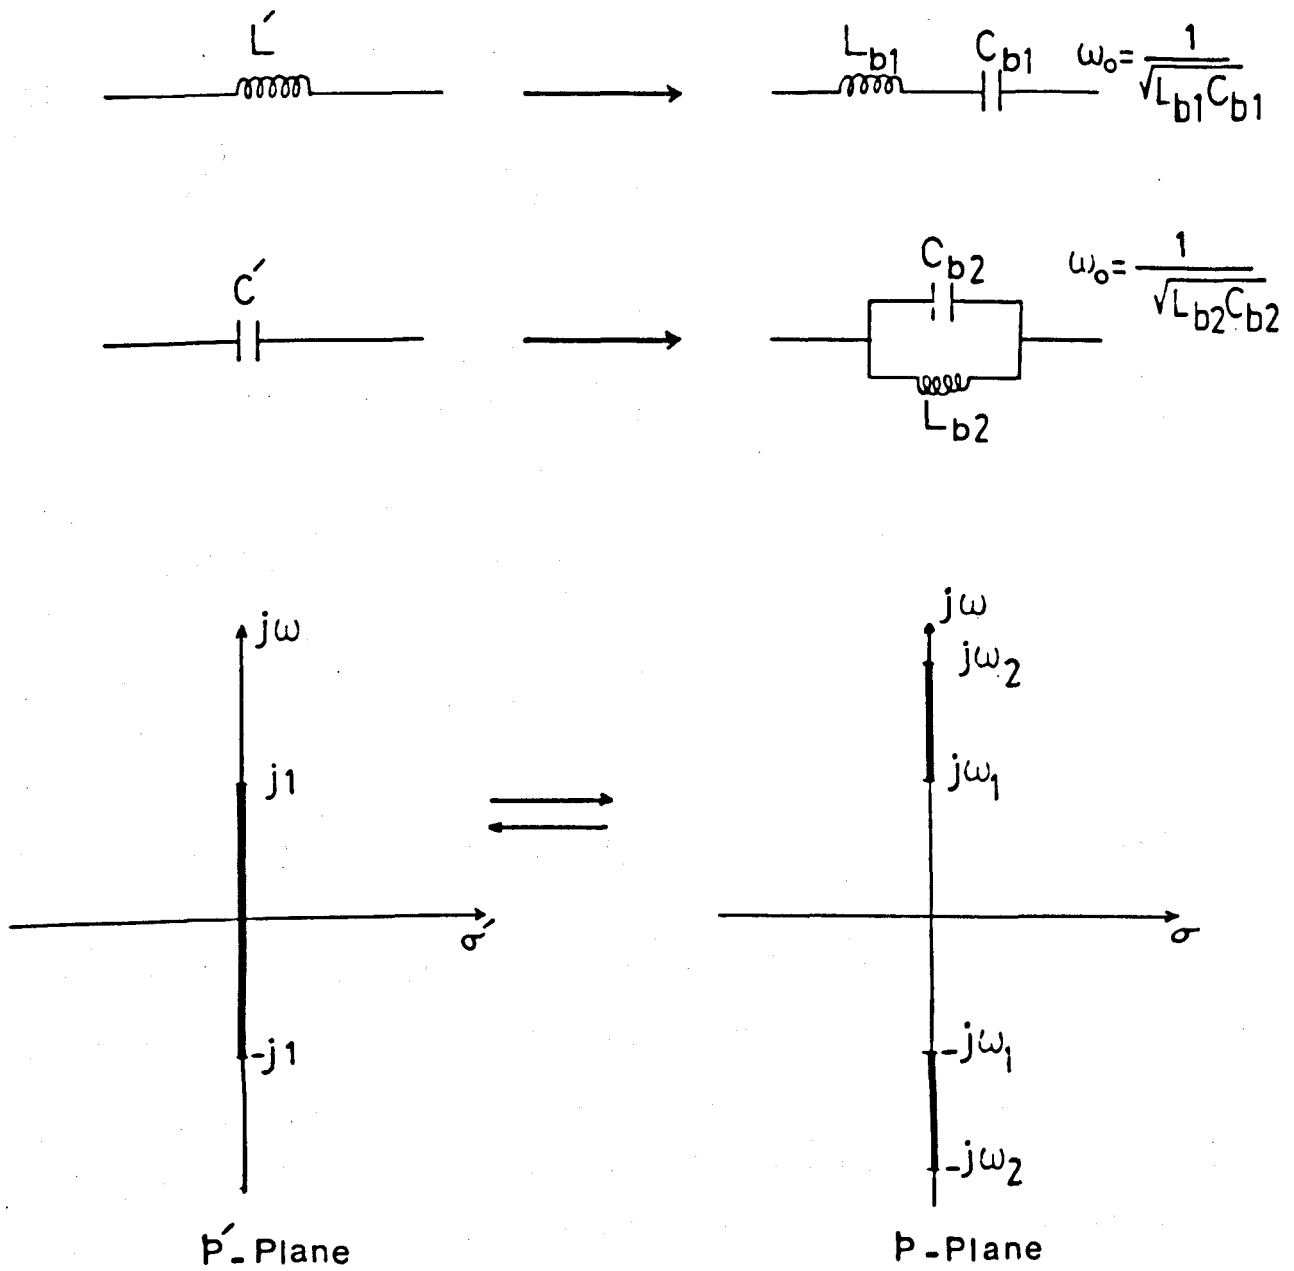 L′
L_b1 C_b1 ω₀ = 1/√(L_b1 C_b1)
C′
C_b2 ω₀ = 1/√(L_b2 C_b2)
L_b2
jω
j1
σ′
-j1
p′-Plane
jω
jω₂
jω₁
σ
-jω₁
-jω₂
p-Plane